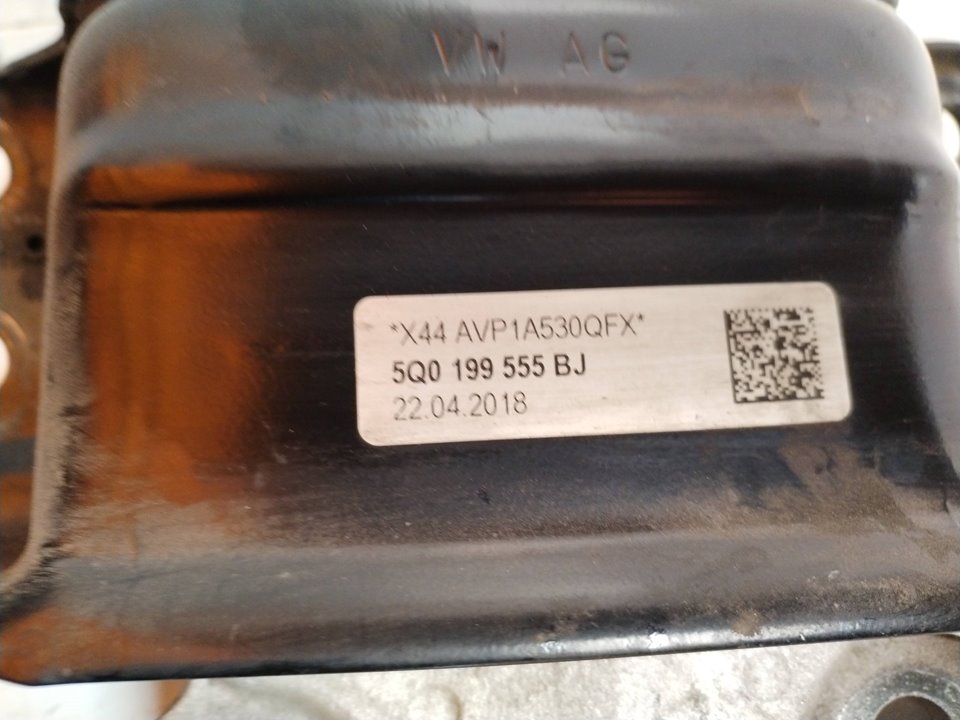 VW AG
*X44 AVP1A530QFX*
5Q0 199 555 BJ
22.04.2018